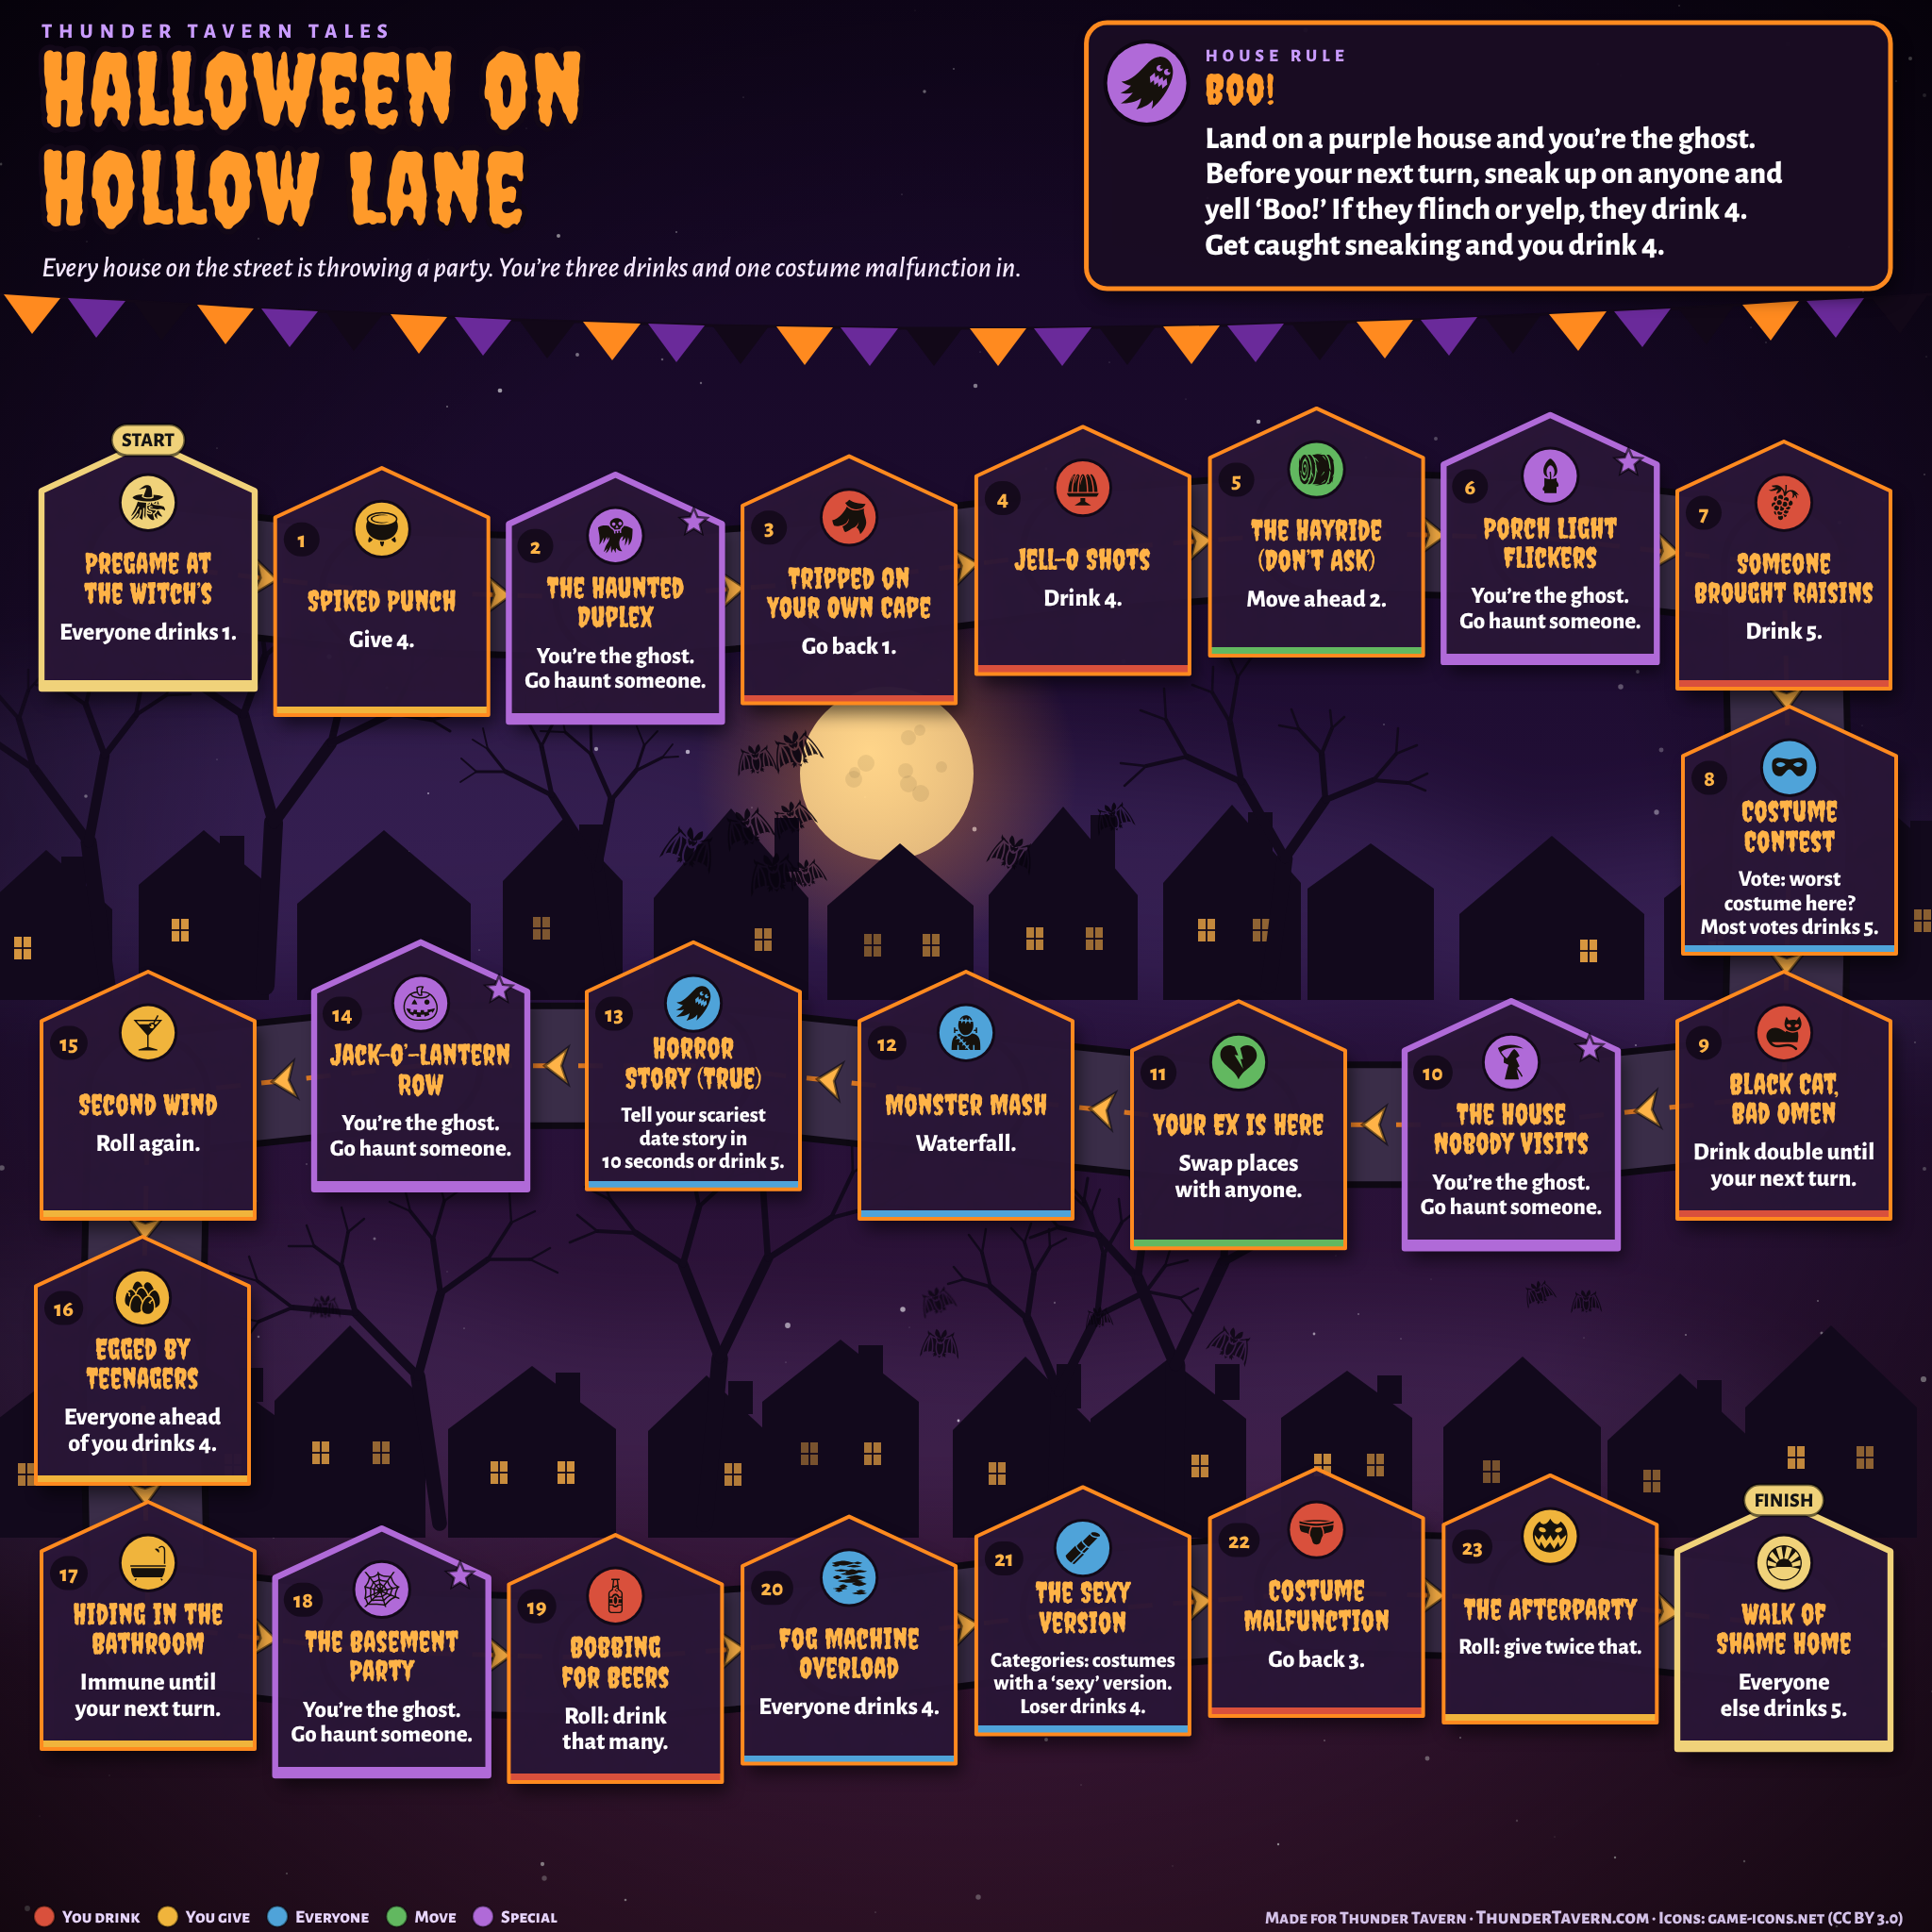 THUNDER TAVERN TALES
HALLOWEEN ON
HOLLOW LANE
Every house on the street is throwing a party. You're three drinks and one costume malfunction in.
HOUSE RULE
BOO!
Land on a purple house and you're the ghost.
Before your next turn, sneak up on anyone and
yell ‘Boo!’ If they flinch or yelp, they drink 4.
Get caught sneaking and you drink 4.
START
PREGAME AT
THE WITCH'S
Everyone drinks 1.
1
SPIKED PUNCH
Give 4.
2
THE HAUNTED
DUPLEX
You're the ghost.
Go haunt someone.
3
TRIPPED ON
YOUR OWN CAPE
Go back 1.
4
JELL-O SHOTS
Drink 4.
5
THE HAYRIDE
(DON'T ASK)
Move ahead 2.
6
PORCH LIGHT
FLICKERS
You're the ghost.
Go haunt someone.
7
SOMEONE
BROUGHT RAISINS
Drink 5.
8
COSTUME
CONTEST
Vote: worst
costume here?
Most votes drinks 5.
9
BLACK CAT,
BAD OMEN
Drink double until
your next turn.
10
THE HOUSE
NOBODY VISITS
You're the ghost.
Go haunt someone.
11
YOUR EX IS HERE
Swap places
with anyone.
12
MONSTER MASH
Waterfall.
13
HORROR
STORY (TRUE)
Tell your scariest
date story in
10 seconds or drink 5.
14
JACK-O'-LANTERN
ROW
You're the ghost.
Go haunt someone.
15
SECOND WIND
Roll again.
16
EGGED BY
TEENAGERS
Everyone ahead
of you drinks 4.
17
HIDING IN THE
BATHROOM
Immune until
your next turn.
18
THE BASEMENT
PARTY
You're the ghost.
Go haunt someone.
19
BOBBING
FOR BEERS
Roll: drink
that many.
20
FOG MACHINE
OVERLOAD
Everyone drinks 4.
21
THE SEXY
VERSION
Categories: costumes
with a ‘sexy’ version.
Loser drinks 4.
22
COSTUME
MALFUNCTION
Go back 3.
23
THE AFTERPARTY
Roll: give twice that.
FINISH
WALK OF
SHAME HOME
Everyone
else drinks 5.
YOU DRINK
YOU GIVE
EVERYONE
MOVE
SPECIAL
MADE FOR THUNDER TAVERN · THUNDERTAVERN.COM · ICONS: GAME-ICONS.NET (CC BY 3.0)